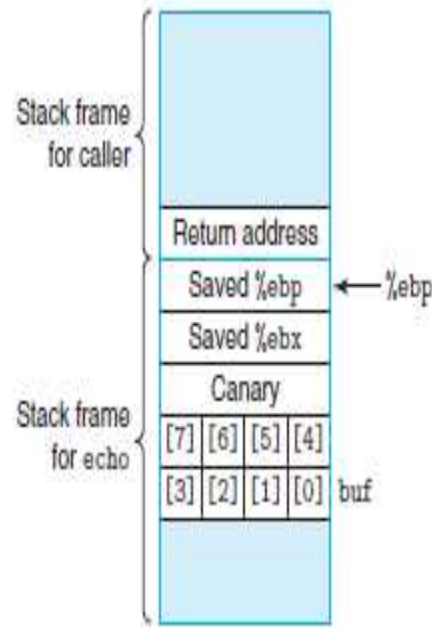 Stack frame
for caller
Return address
Saved %ebp
%ebp
Saved %ebx
Canary
Stack frame
for echo
[7] [6] [5] [4]
[3] [2] [1] [0] buf